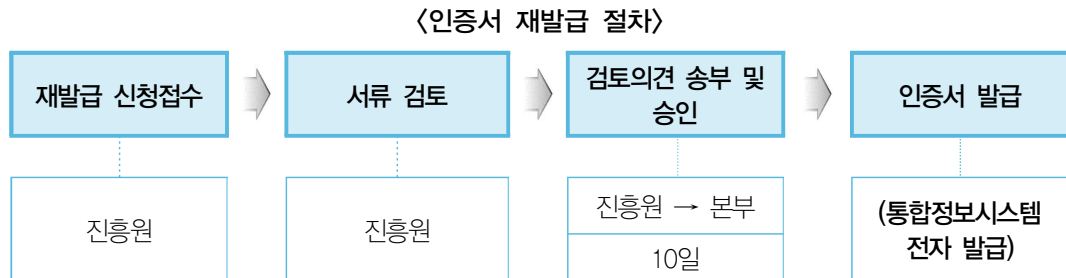 〈인증서 재발급 절차〉
재발급 신청접수
서류 검토
검토의견 송부 및
승인
인증서 발급
진흥원
진흥원
진흥원 → 본부
10일
(통합정보시스템
전자 발급)